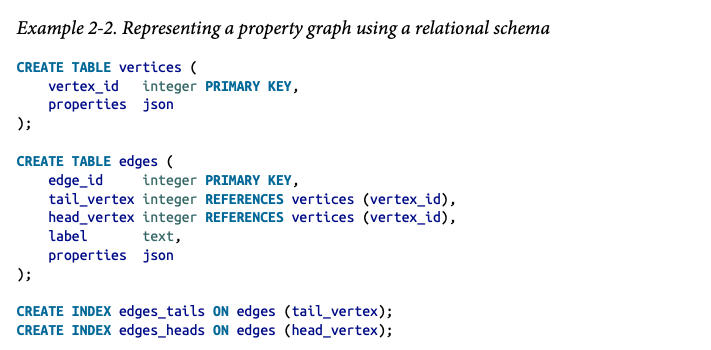 Example 2-2. Representing a property graph using a relational schema
CREATE TABLE vertices (
    vertex_id   integer PRIMARY KEY,
    properties  json
);
CREATE TABLE edges (
    edge_id     integer PRIMARY KEY,
    tail_vertex integer REFERENCES vertices (vertex_id),
    head_vertex integer REFERENCES vertices (vertex_id),
    label       text,
    properties  json
);
CREATE INDEX edges_tails ON edges (tail_vertex);
CREATE INDEX edges_heads ON edges (head_vertex);